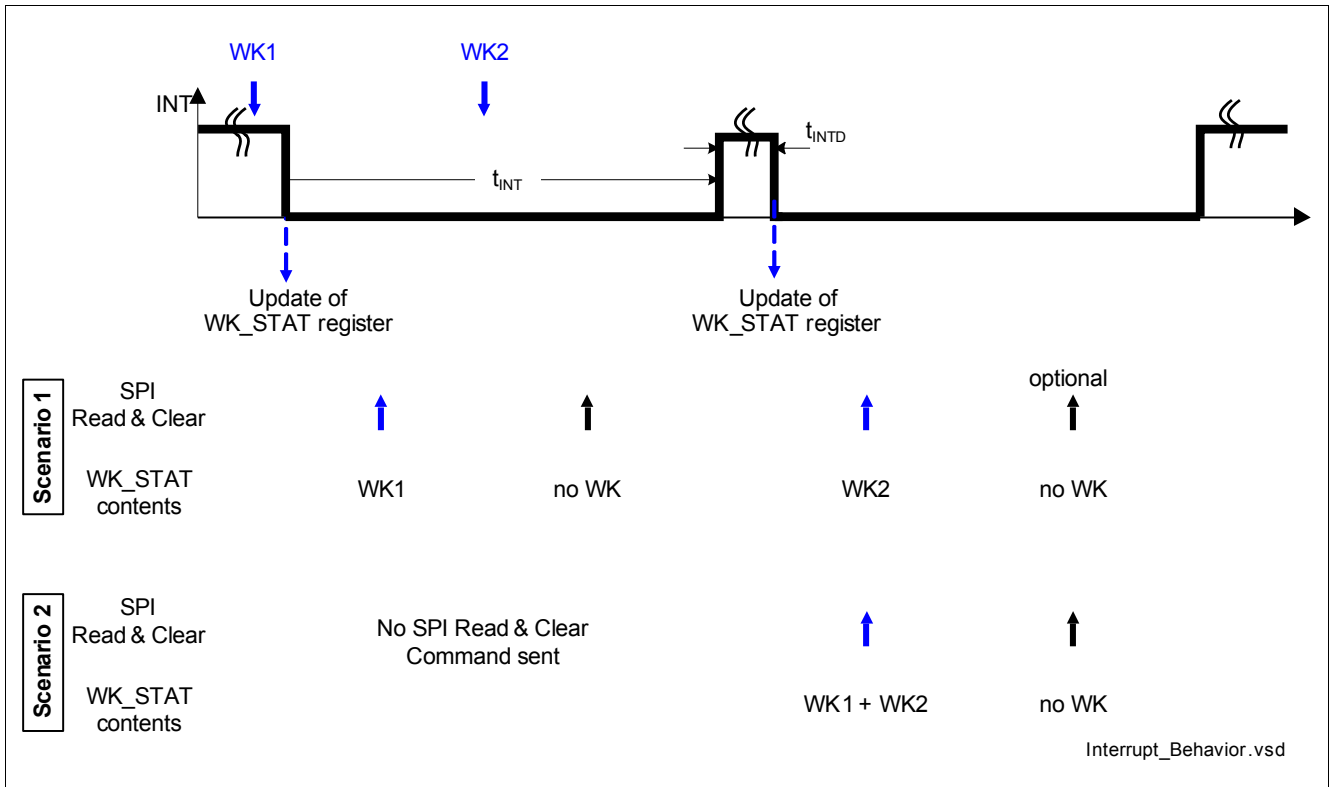 WK1
WK2
INT
tINTD
tINT
Update of
WK_STAT register
Update of
WK_STAT register
Scenario 1
SPI
Read & Clear
optional
WK_STAT
contents
WK1
no WK
WK2
no WK
Scenario 2
SPI
Read & Clear
No SPI Read & Clear
Command sent
WK_STAT
contents
WK1 + WK2
no WK
Interrupt_Behavior.vsd